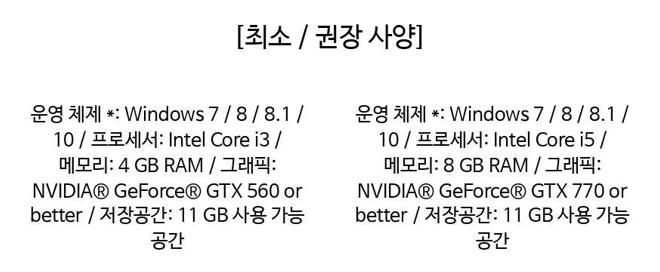 [최소 / 권장 사양]
운영 체제 *: Windows 7 / 8 / 8.1 /
10 / 프로세서: Intel Core i3 /
메모리: 4 GB RAM / 그래픽:
NVIDIA® GeForce® GTX 560 or
better / 저장공간: 11 GB 사용 가능
공간
운영 체제 *: Windows 7 / 8 / 8.1 /
10 / 프로세서: Intel Core i5 /
메모리: 8 GB RAM / 그래픽:
NVIDIA® GeForce® GTX 770 or
better / 저장공간: 11 GB 사용 가능
공간